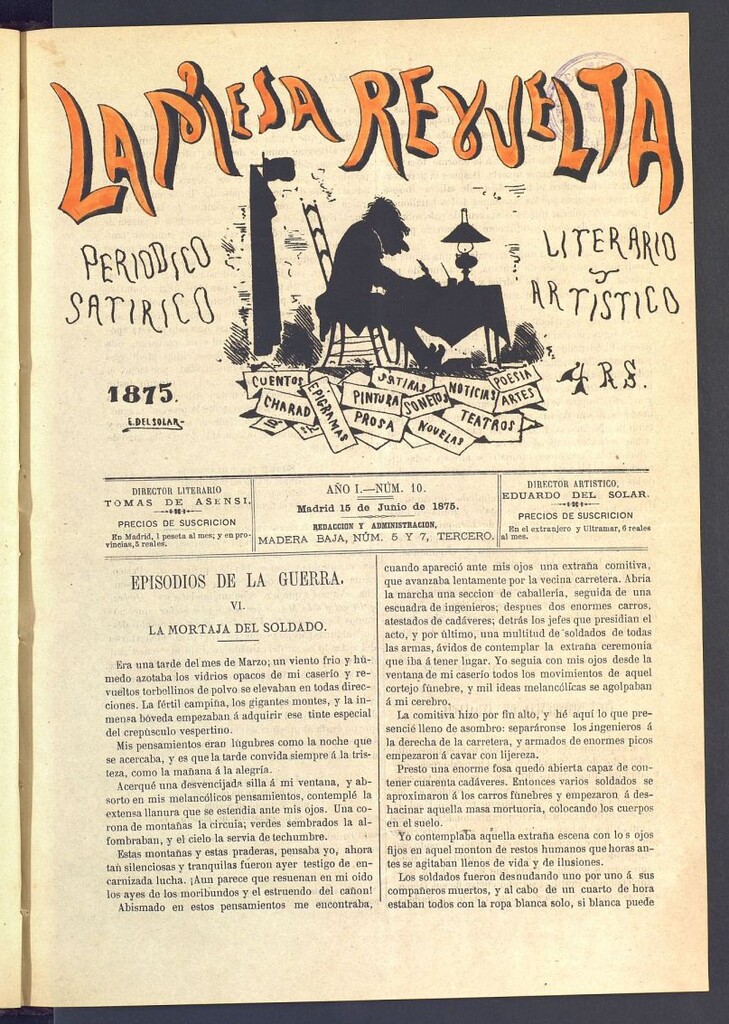 LA MESA REVUELTA
PERIODICO
SATIRICO
LITERARIO
Y
ARTÍSTICO
1875.
E. DEL SOLAR
4 RS.
CUENTOS
CHARAD
EPIGRAMAS
SATIRAS
PINTURA
PROSA
SONETOS
NOTICIAS
POESIA
ARTES
TEATROS
NOVELAS
DIRECTOR LITERARIO
TOMAS DE ASENSI.
PRECIOS DE SUSCRICION
En Madrid, 1 peseta al mes; y en pro-
vincias, 5 reales.
AÑO I.—NÚM. 10.
Madrid 15 de Junio de 1875.
REDACCION Y ADMINISTRACION,
MADERA BAJA, NÚM. 5 Y 7, TERCERO.
DIRECTOR ARTISTICO,
EDUARDO DEL SOLAR.
PRECIOS DE SUSCRICION
En el extranjero y Ultramar, 6 reales
al mes.
EPISODIOS DE LA GUERRA.
VI.
LA MORTAJA DEL SOLDADO.
Era una tarde del mes de Marzo; un viento frio y hú-
medo azotaba los vidrios opacos de mi caserío y re-
vueltos torbellinos de polvo se elevaban en todas direc-
ciones. La fértil campiña, los gigantes montes, y la in-
mensa bóveda empezaban á adquirir ese tinte especial
del crepúsculo vespertino.
Mis pensamientos eran lúgubres como la noche que
se acercaba, y es que la tarde convida siempre á la tris-
teza, como la mañana á la alegría.
Acerqué una desvencijada silla á mi ventana, y ab-
sorto en mis melancólicos pensamientos, contemplé la
extensa llanura que se estendia ante mis ojos. Una co-
rona de montañas la circuia; verdes sembrados la al-
fombraban, y el cielo la servia de techumbre.
Estas montañas y estas praderas, pensaba yo, ahora
tan silenciosas y tranquilas fueron ayer testigo de en-
carnizada lucha. ¡Aun parece que resuenan en mi oido
los ayes de los moribundos y el estruendo del cañon!
Abismado en estos pensamientos me encontraba,
cuando apareció ante mis ojos una extraña comitiva,
que avanzaba lentamente por la vecina carretera. Abria
la marcha una seccion de caballería, seguida de una
escuadra de ingenieros; despues dos enormes carros,
atestados de cadáveres; detrás los jefes que presidian el
acto, y por último, una multitud de soldados de todas
las armas, ávidos de contemplar la extraña ceremonia
que iba á tener lugar. Yo seguia con mis ojos desde la
ventana de mi caserío todos los movimientos de aquel
cortejo fúnebre, y mil ideas melancólicas se agolpaban
á mi cerebro.
La comitiva hizo por fin alto, y hé aquí lo que pre-
senció lleno de asombro: separáronse los ingenieros á
la derecha de la carretera, y armados de enormes picos
empezaron á cavar con lijereza.
Presto una enorme fosa quedó abierta capaz de con-
tener cuarenta cadáveres. Entonces varios soldados se
aproximaron á los carros fúnebres y empezaron á des-
hacinar aquella masa mortuoria, colocando los cuerpos
en el suelo.
Yo contemplaba aquella extraña escena con lo s ojos
fijos en aquel monton de restos humanos que horas an-
tes se agitaban llenos de vida y de ilusiones.
Los soldados fueron desnudando uno por uno á sus
compañeros muertos, y al cabo de un cuarto de hora
estaban todos con la ropa blanca solo, si blanca puede